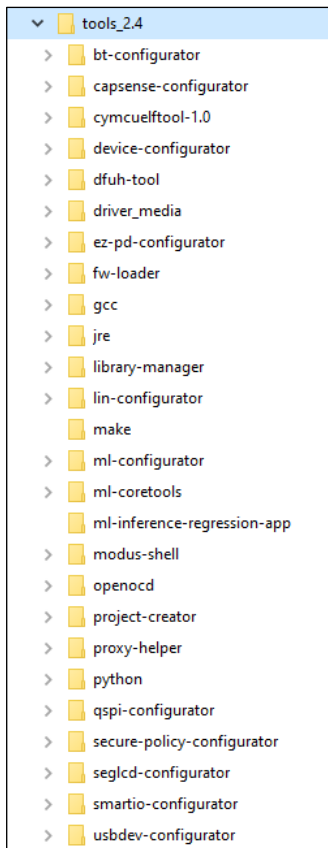 tools_2.4
bt-configurator
capsense-configurator
cymcuelftool-1.0
device-configurator
dfuh-tool
driver_media
ez-pd-configurator
fw-loader
gcc
jre
library-manager
lin-configurator
make
ml-configurator
ml-coretools
ml-inference-regression-app
modus-shell
openocd
project-creator
proxy-helper
python
qspi-configurator
secure-policy-configurator
seglcd-configurator
smartio-configurator
usbdev-configurator